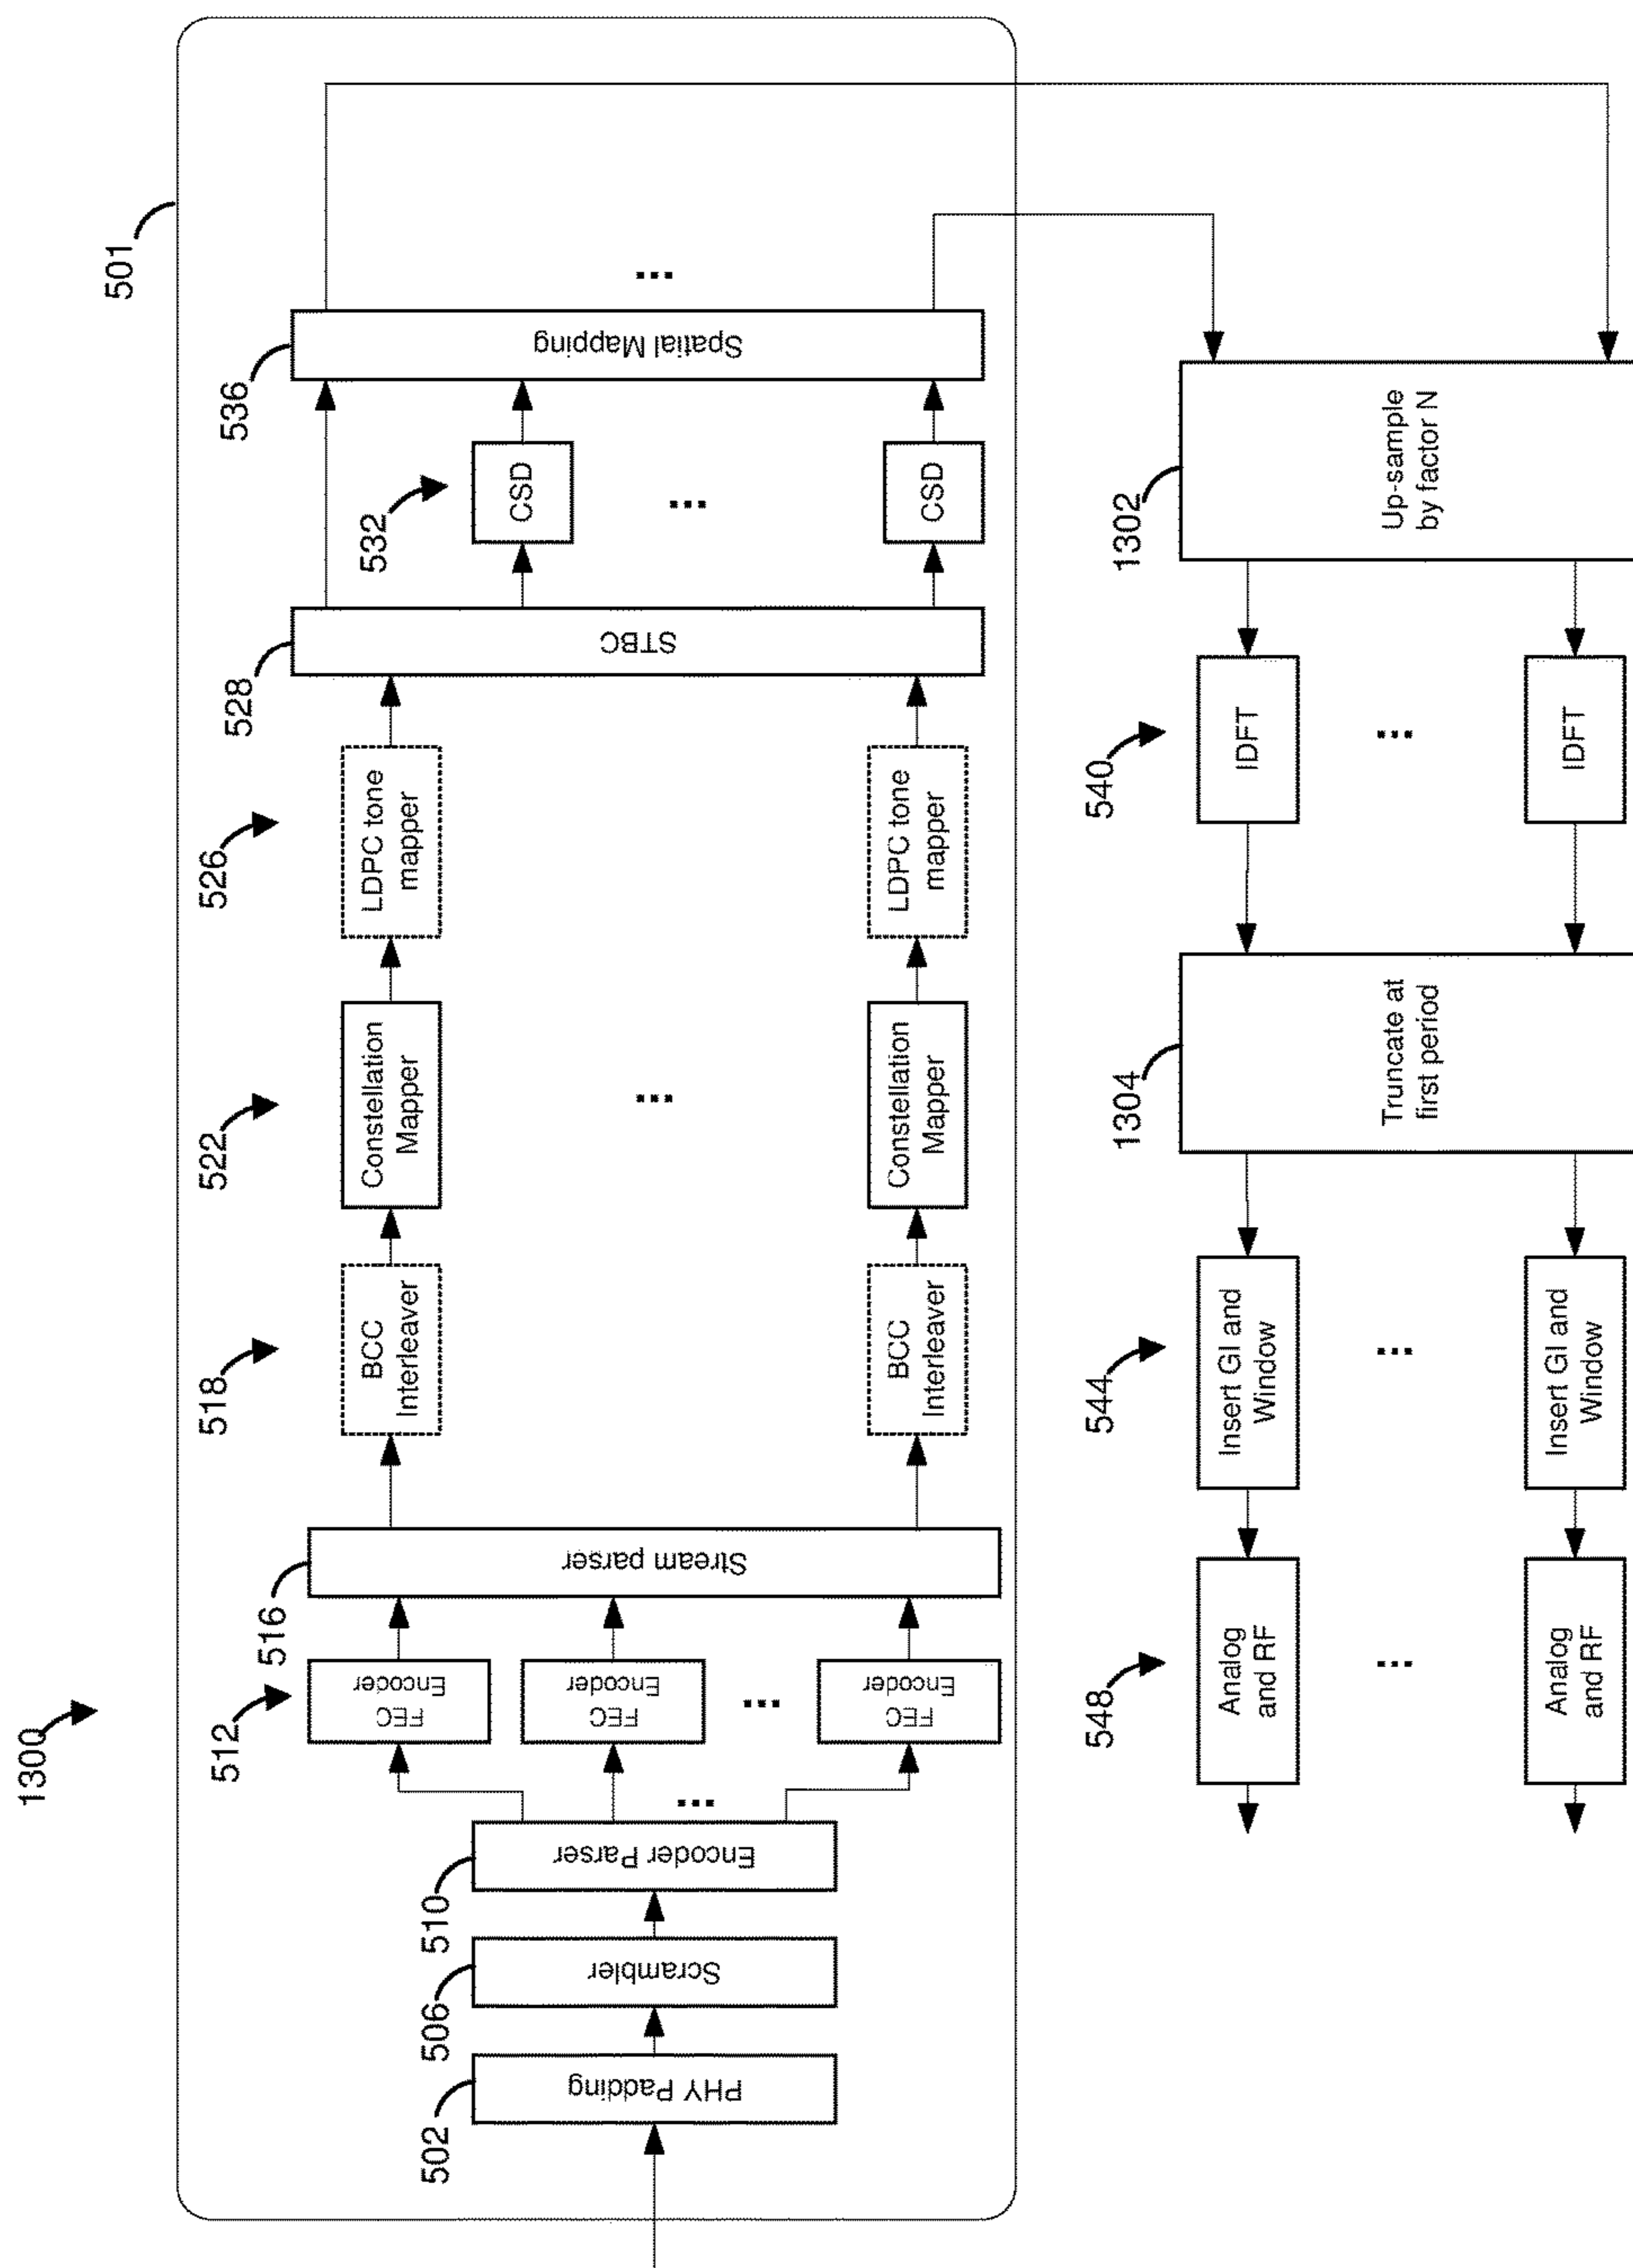 1300
501
502
PHY Padding
506
Scrambler
510
Encoder Parser
...
512
FEC
Encoder
FEC
Encoder
...
FEC
Encoder
516
Stream parser
518
BCC
Interleaver
BCC
Interleaver
522
Constellation
Mapper
...
Constellation
Mapper
526
LDPC tone
mapper
LDPC tone
mapper
528
STBC
532
CSD
...
CSD
536
Spatial Mapping
...
1302
Up-sample
by factor N
540
IDFT
...
IDFT
1304
Truncate at
first period
544
Insert GI and
Window
...
Insert GI and
Window
548
Analog
and RF
...
Analog
and RF